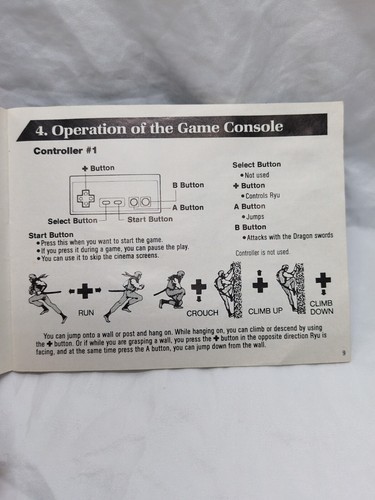 4. Operation of the Game Console
Controller #1
+ Button
B Button
A Button
Select Button
Start Button
Select Button
•Not used
+ Button
•Controls Ryu
A Button
•Jumps
B Button
•Attacks with the Dragon swords
Controller is not used.
Start Button
•Press this when you want to start the game.
•If you press it during a game, you can pause the play.
•You can use it to skip the cinema screens.
RUN
CROUCH
CLIMB UP
CLIMB
DOWN
You can jump onto a wall or post and hang on. While hanging on, you can climb or descend by using
the + button. Or if while you are grasping a wall, you press the + button in the opposite direction Ryu is
facing, and at the same time press the A button, you can jump down from the wall.
9